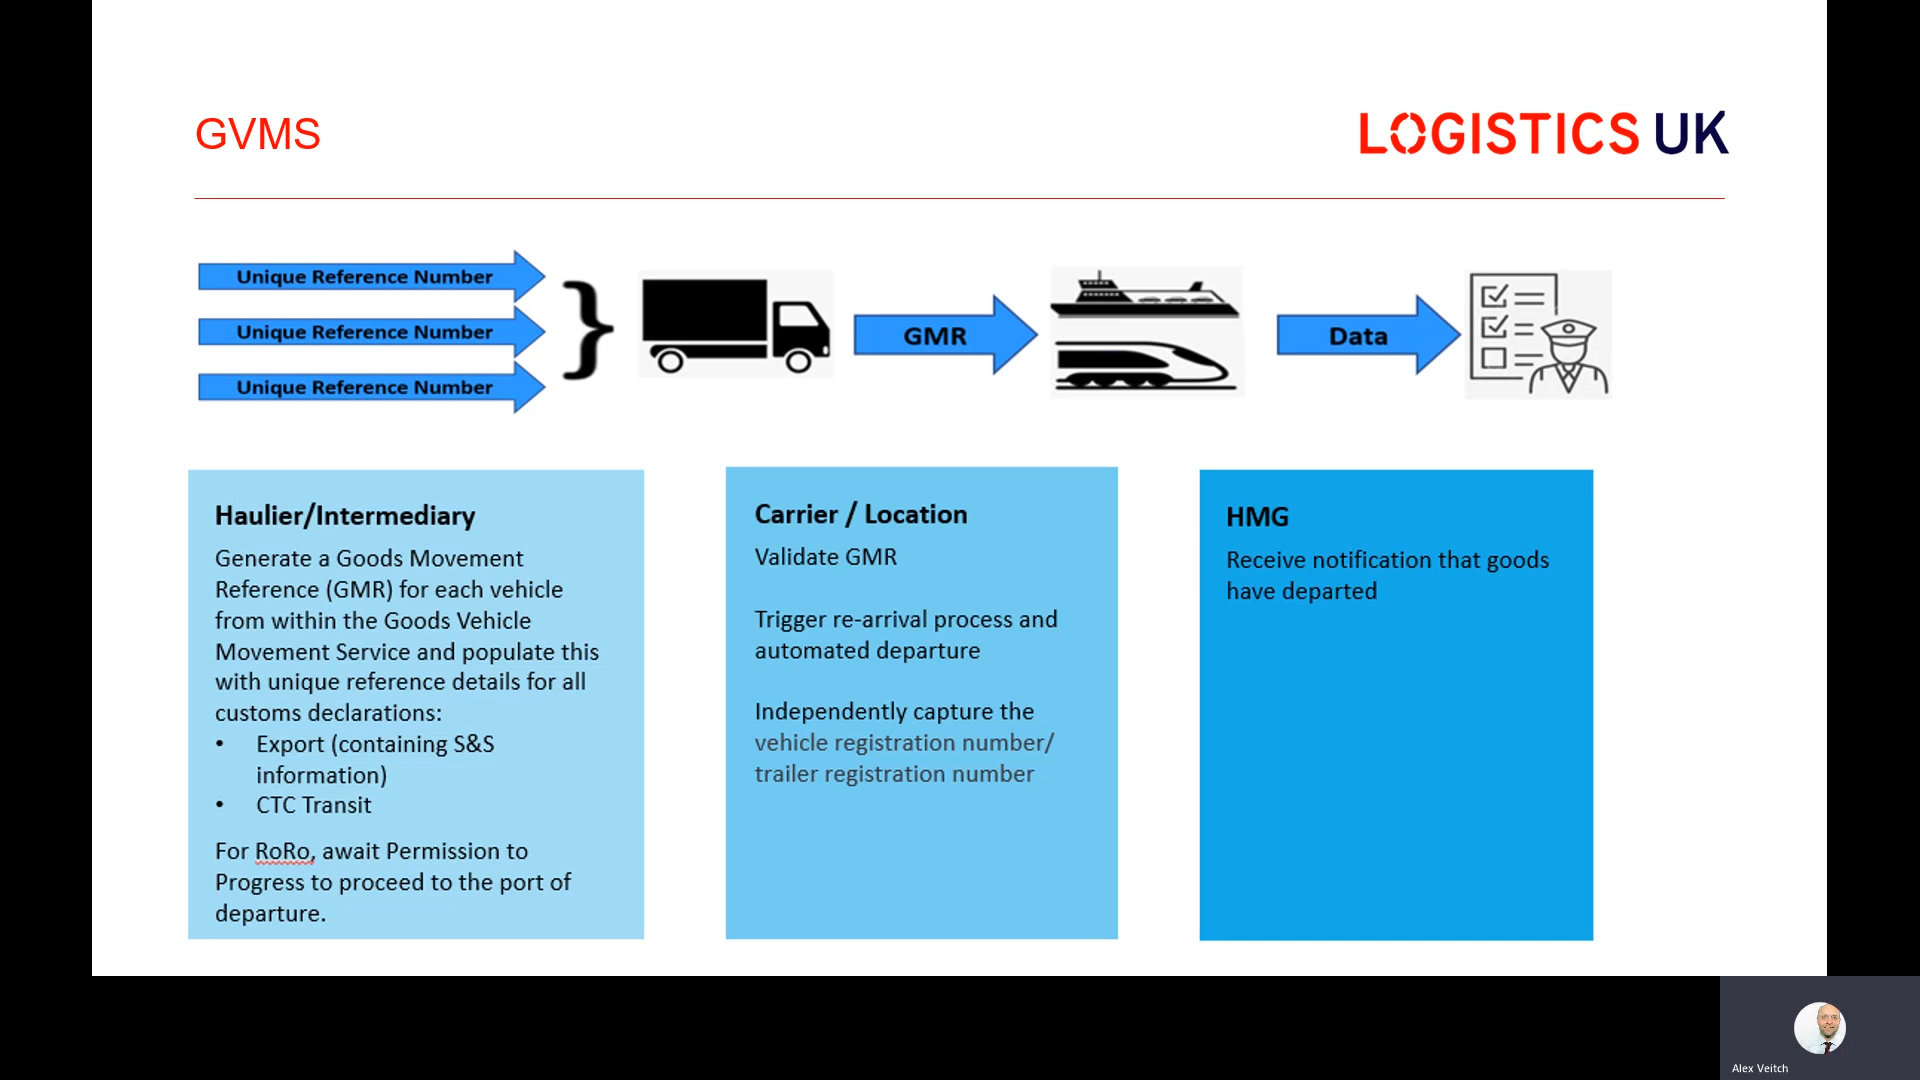 GVMS
LOGISTICS UK
Unique Reference Number
Unique Reference Number
Unique Reference Number
}
GMR
Data
Haulier/Intermediary
Generate a Goods Movement
Reference (GMR) for each vehicle
from within the Goods Vehicle
Movement Service and populate this
with unique reference details for all
customs declarations:
• Export (containing S&S
information)
• CTC Transit
For RoRo, await Permission to
Progress to proceed to the port of
departure.
Carrier / Location
Validate GMR
Trigger re-arrival process and
automated departure
Independently capture the
vehicle registration number/
trailer registration number
HMG
Receive notification that goods
have departed
Alex Veitch